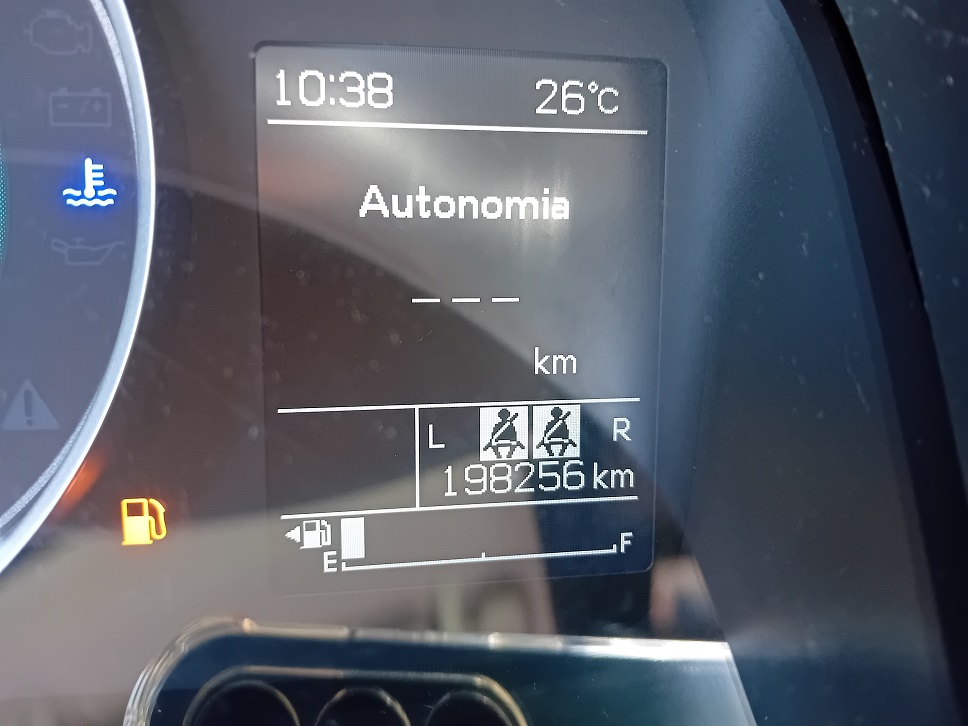 10:38 26°C
Autonomia
---
km
L R
198256 km
E F